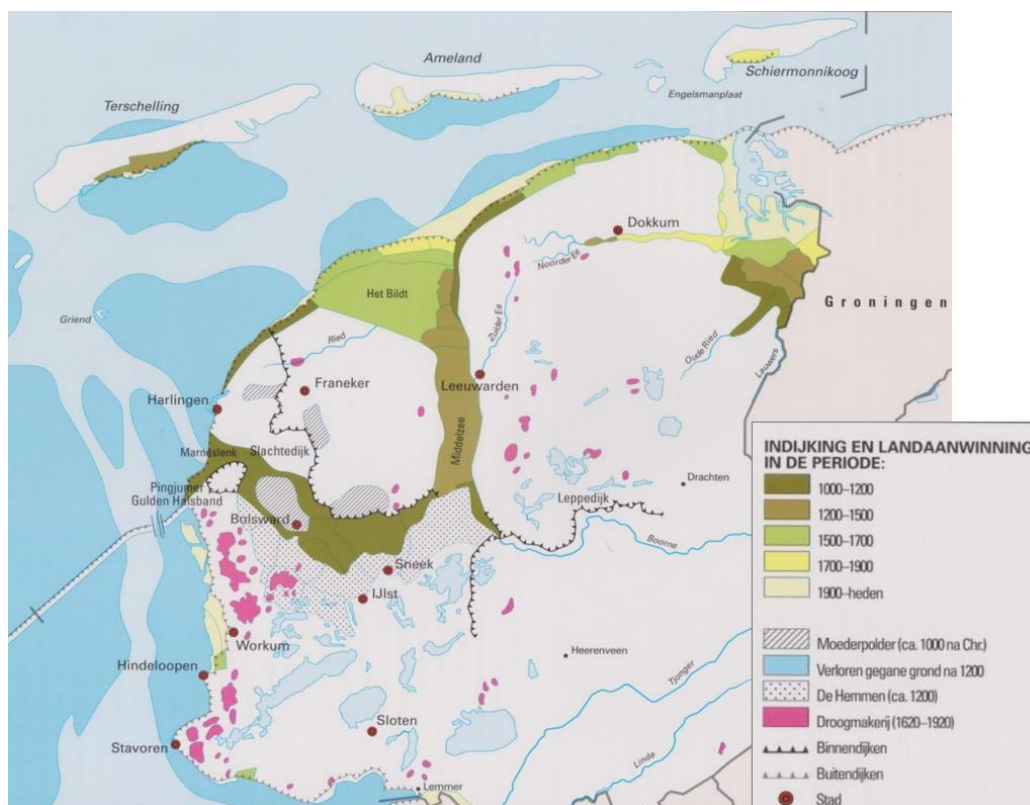 Ameland
Schiermonnikoog
Engelsmanplaat
Terschelling
Dokkum
Noorder Ee
Het Bildt
Zuider Ee
Groningen
Griend
Ried
Oude Ried
Lauwers
Franeker
Leeuwarden
Harlingen
Middelzee
Marneslenk
Slachtedijk
Pingjumer
Gulden Halsband
Leppedijk
Drachten
Bolsward
Boorne
Sneek
IJlst
Workum
Heerenveen
Hindeloopen
Tjonger
Sloten
Stavoren
Linde
Lemmer
INDIJKING EN LANDAANWINNING
IN DE PERIODE:
1000–1200
1200–1500
1500–1700
1700–1900
1900–heden
Moederpolder (ca. 1000 na Chr.)
Verloren gegane grond na 1200
De Hemmen (ca. 1200)
Droogmakerij (1620–1920)
Binnendijken
Buitendijken
Stad